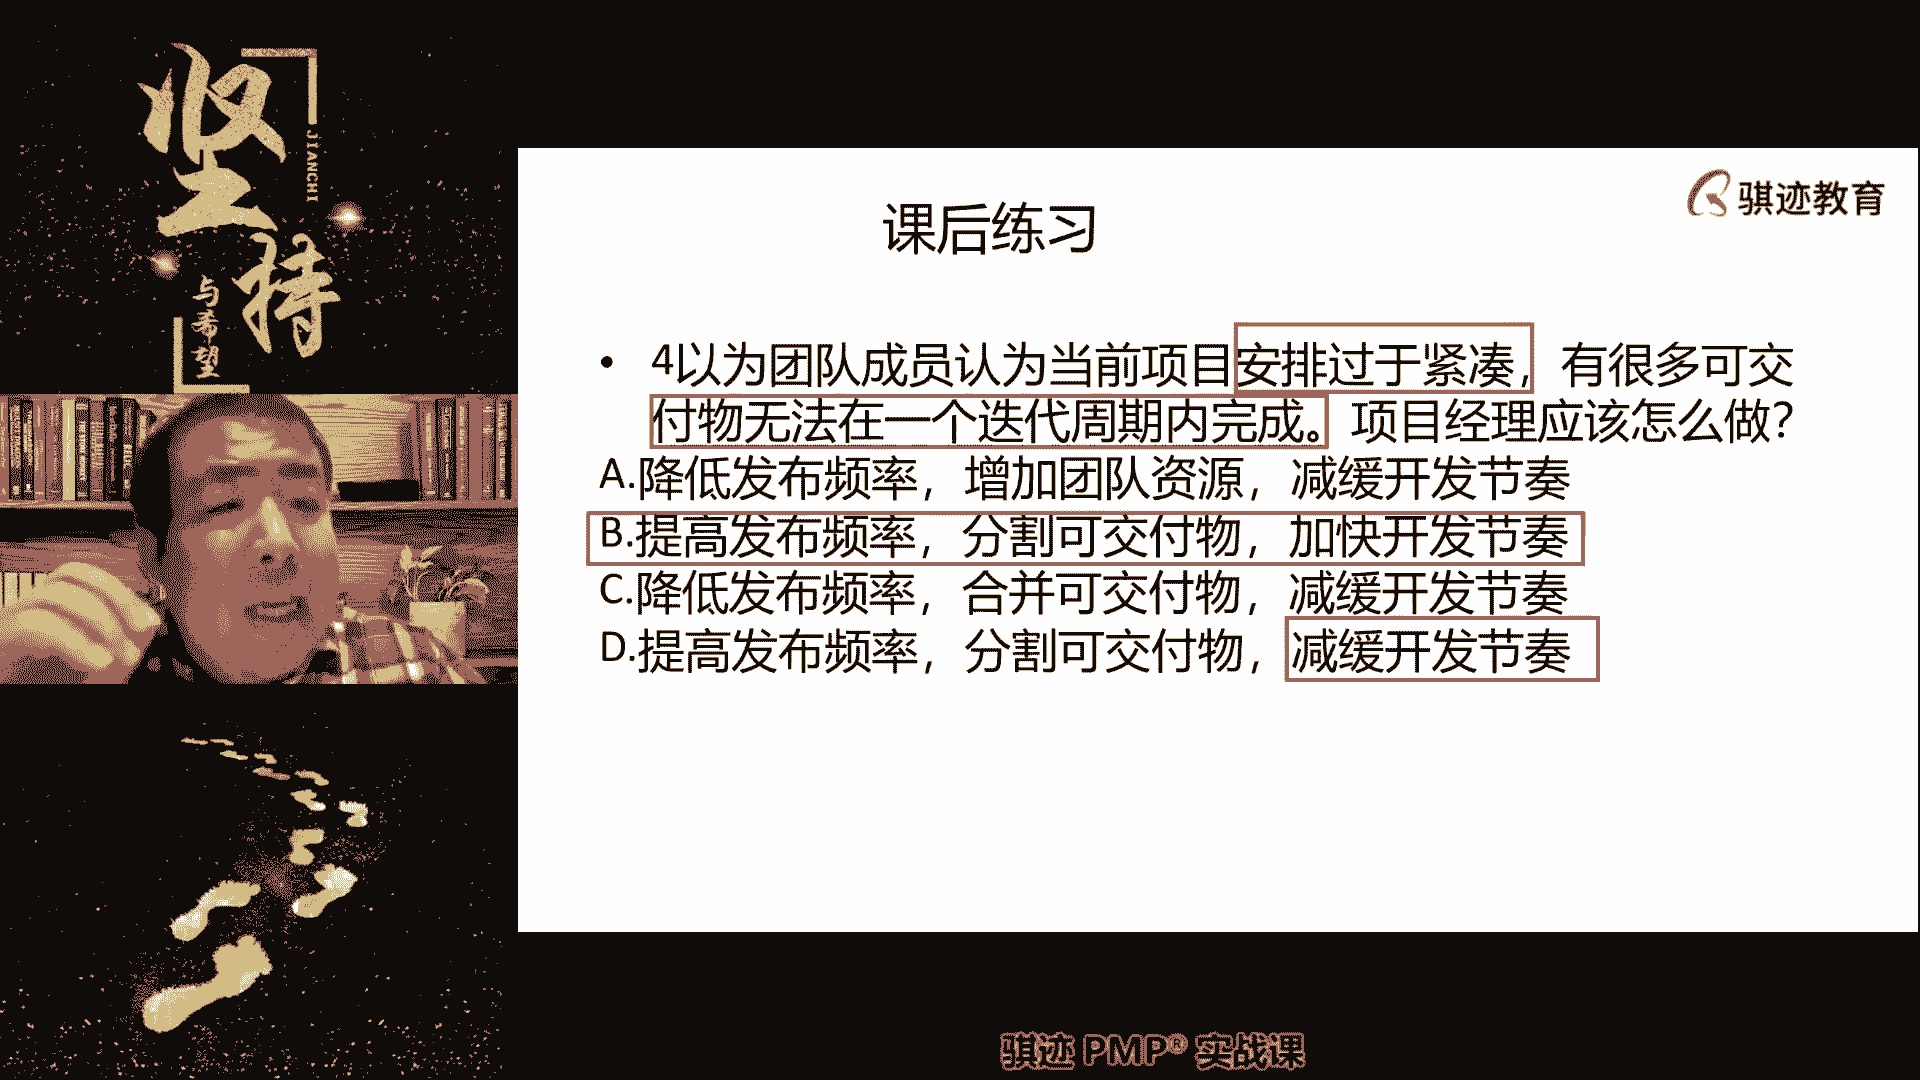 坚持
JIANCHI
与希望
骐迹教育
课后练习
• 4以为团队成员认为当前项目安排过于紧凑，有很多可交
付物无法在一个迭代周期内完成。项目经理应该怎么做？
A.降低发布频率，增加团队资源，减缓开发节奏
B.提高发布频率，分割可交付物，加快开发节奏
C.降低发布频率，合并可交付物，减缓开发节奏
D.提高发布频率，分割可交付物，减缓开发节奏
骐迹 PMP® 实战课